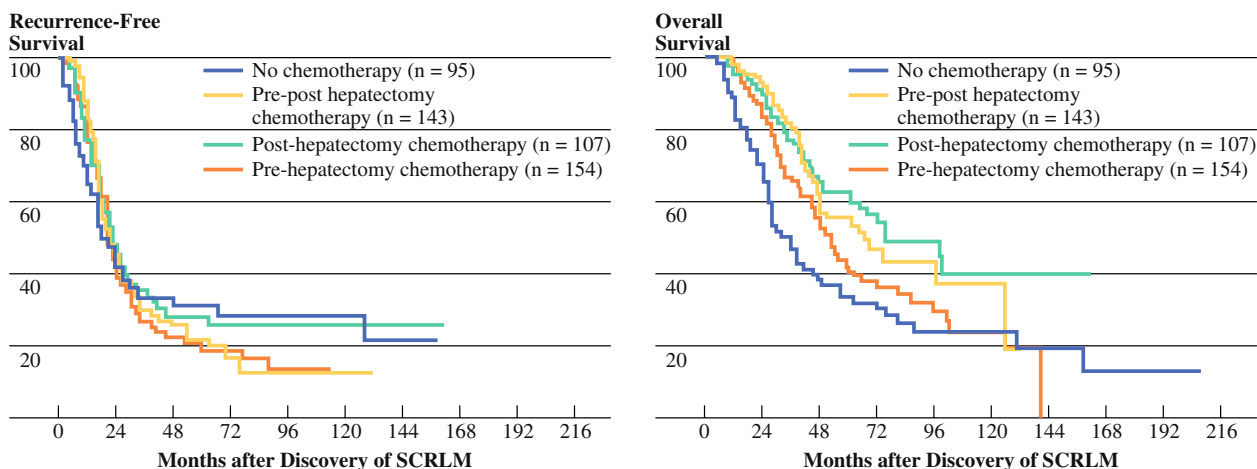 Recurrence-Free
Survival
100
80
60
40
20
No chemotherapy (n = 95)
Pre-post hepatectomy
chemotherapy (n = 143)
Post-hepatectomy chemotherapy (n = 107)
Pre-hepatectomy chemotherapy (n = 154)
0 24 48 72 96 120 144 168 192 216
Months after Discovery of SCRLM
Overall
Survival
100
80
60
40
20
No chemotherapy (n = 95)
Pre-post hepatectomy
chemotherapy (n = 143)
Post-hepatectomy chemotherapy (n = 107)
Pre-hepatectomy chemotherapy (n = 154)
0 24 48 72 96 120 144 168 192 216
Months after Discovery of SCRLM